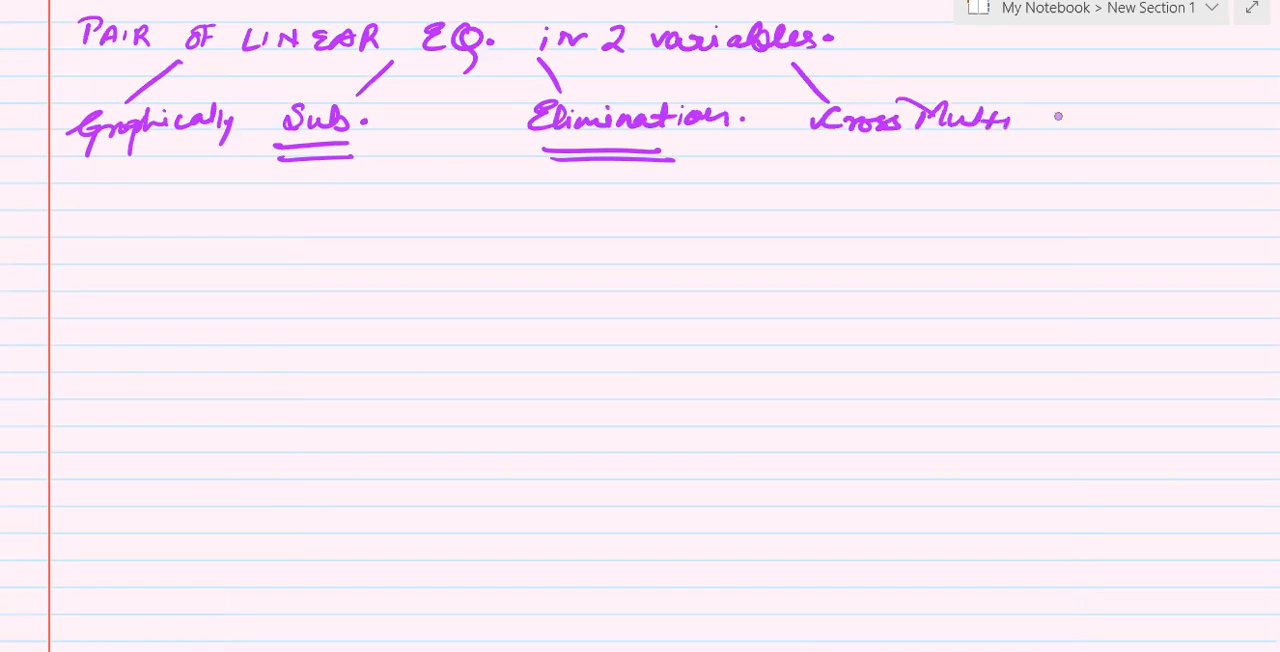 My Notebook > New Section 1
PAIR OF LINEAR EQ. in 2 variables.
Graphically Sub. Elimination. Cross Multi